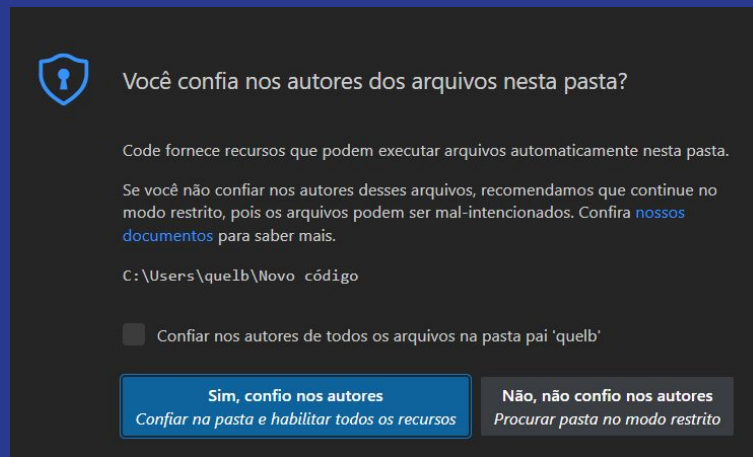 Você confia nos autores dos arquivos nesta pasta?
Code fornece recursos que podem executar arquivos automaticamente nesta pasta.
Se você não confiar nos autores desses arquivos, recomendamos que continue no
modo restrito, pois os arquivos podem ser mal-intencionados. Confira nossos
documentos para saber mais.
C:\Users\quelb\Novo código
Confiar nos autores de todos os arquivos na pasta pai 'quelb'
Sim, confio nos autores
Confiar na pasta e habilitar todos os recursos
Não, não confio nos autores
Procurar pasta no modo restrito